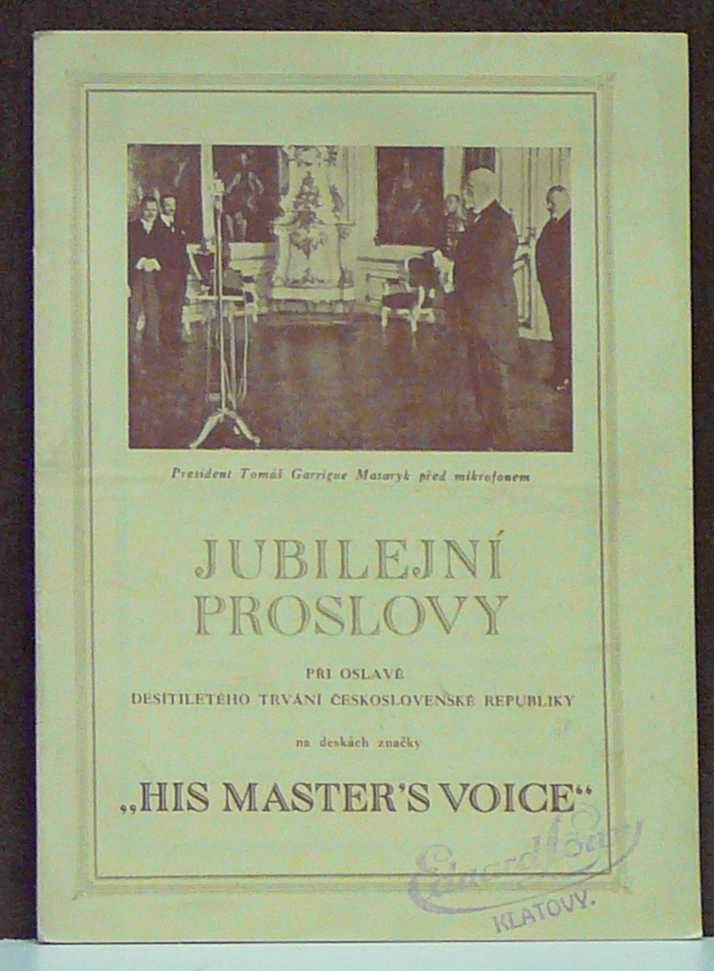 President Tomáš Garrigue Masaryk před mikrofonem
JUBILEJNÍ
PROSLOVY
PŘI OSLAVĚ
DESÍTILETÉHO TRVÁNÍ ČESKOSLOVENSKÉ REPUBLIKY
na deskách značky
„HIS MASTER'S VOICE“
Eduard
KLATOVY.